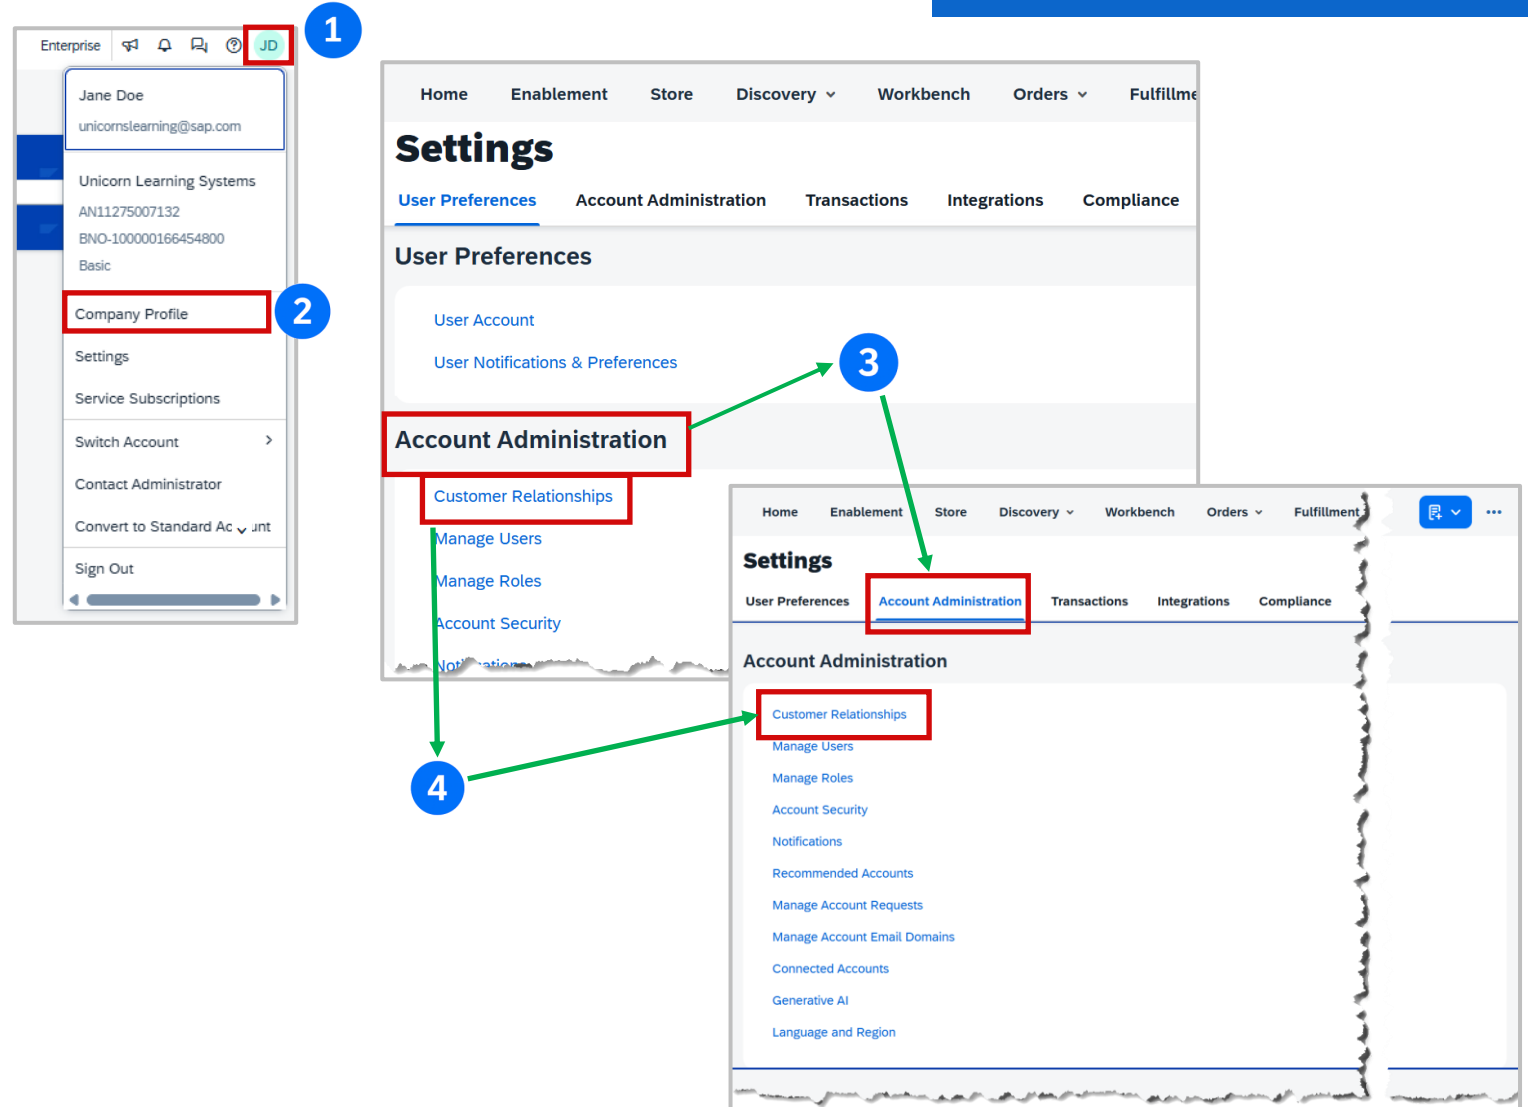 1
Enterprise
JD
Jane Doe
unicornslearning@sap.com
Unicorn Learning Systems
AN11275007132
BNO-100000166454800
Basic
Company Profile
2
Settings
Service Subscriptions
Switch Account
Contact Administrator
Convert to Standard
Sign Out
Home Enablement Store Discovery Workbench Orders
Settings
User Preferences Account Administration Transactions Integrations Compliance
User Preferences
User Account
User Notifications & Preferences
3
Account Administration
Customer Relationships
Manage Users
Manage Roles
Account Security
4
Home Enablement Store Discovery Workbench Orders Fulfillment
Settings
User Preferences Account Administration Transactions Integrations Compliance
Account Administration
Customer Relationships
Manage Users
Manage Roles
Account Security
Notifications
Recommended Accounts
Manage Account Requests
Manage Account Email Domains
Connected Accounts
Generative AI
Language and Region